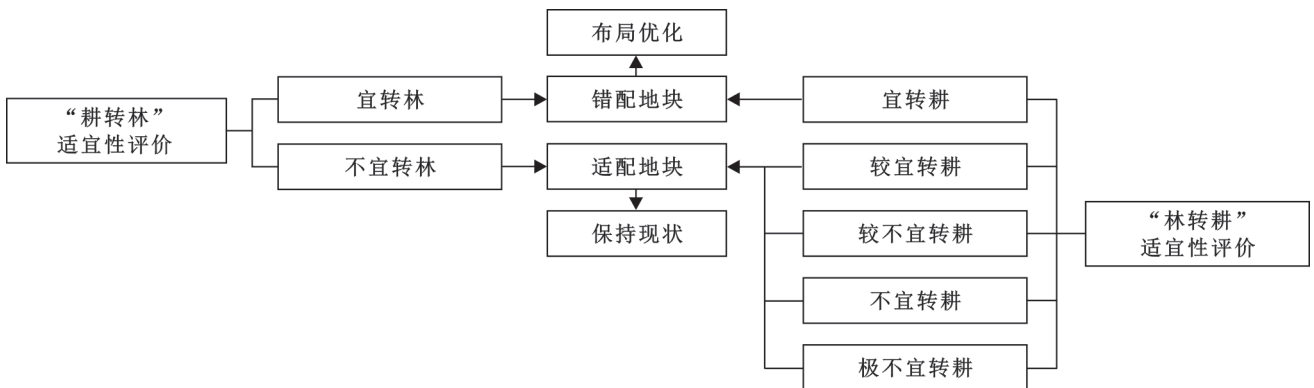 布局优化
宜转林
错配地块
宜转耕
“耕转林”
适宜性评价
不宜转林
适配地块
较宜转耕
保持现状
较不宜转耕
“林转耕”
适宜性评价
不宜转耕
极不宜转耕